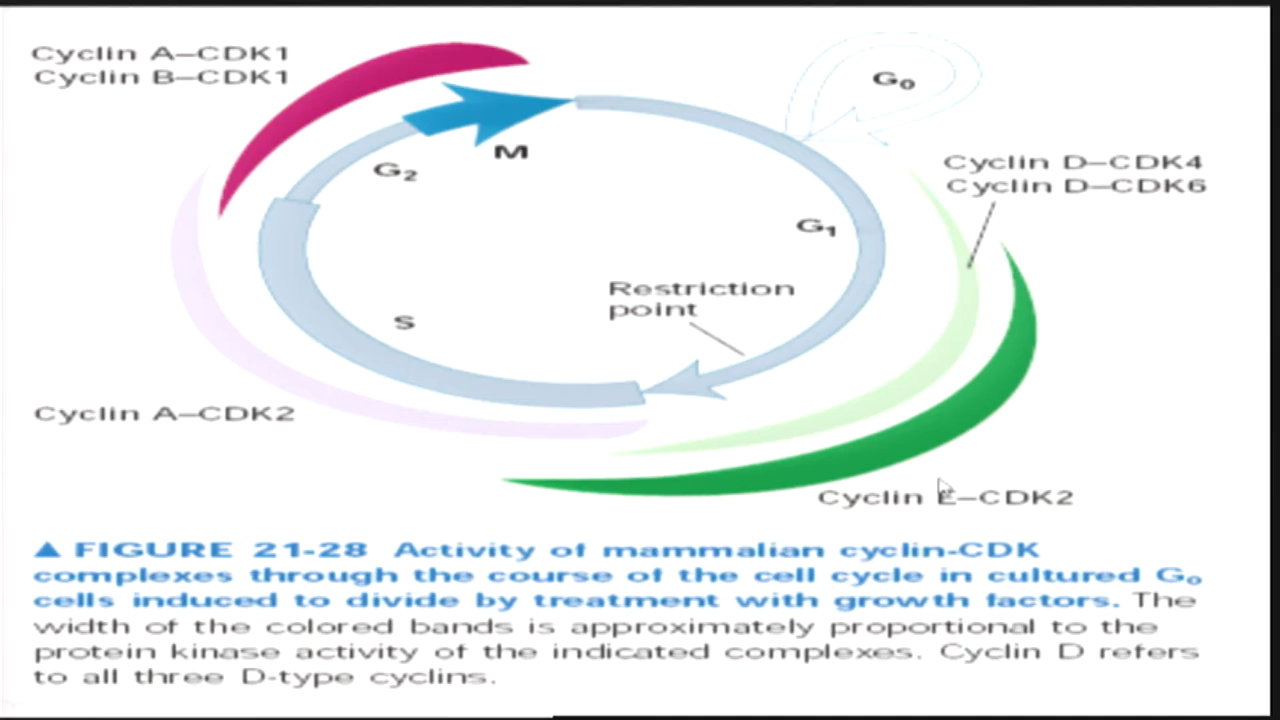 Cyclin A–CDK1
Cyclin B–CDK1
G₀
M
G₂
Cyclin D–CDK4
Cyclin D–CDK6
G₁
Restriction
point
S
Cyclin A–CDK2
Cyclin E–CDK2
▲ FIGURE 21-28 Activity of mammalian cyclin-CDK
complexes through the course of the cell cycle in cultured G₀
cells induced to divide by treatment with growth factors. The
width of the colored bands is approximately proportional to the
protein kinase activity of the indicated complexes. Cyclin D refers
to all three D-type cyclins.